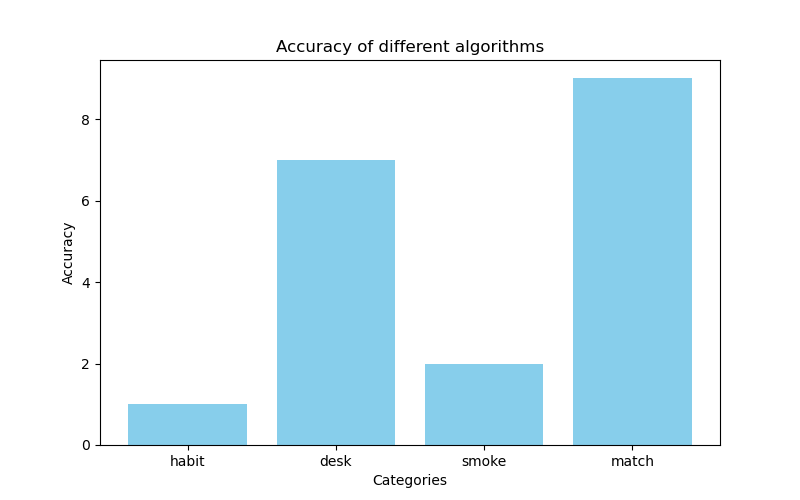 Accuracy of different algorithms
Accuracy
8
6
4
2
0
habit desk smoke match
Categories